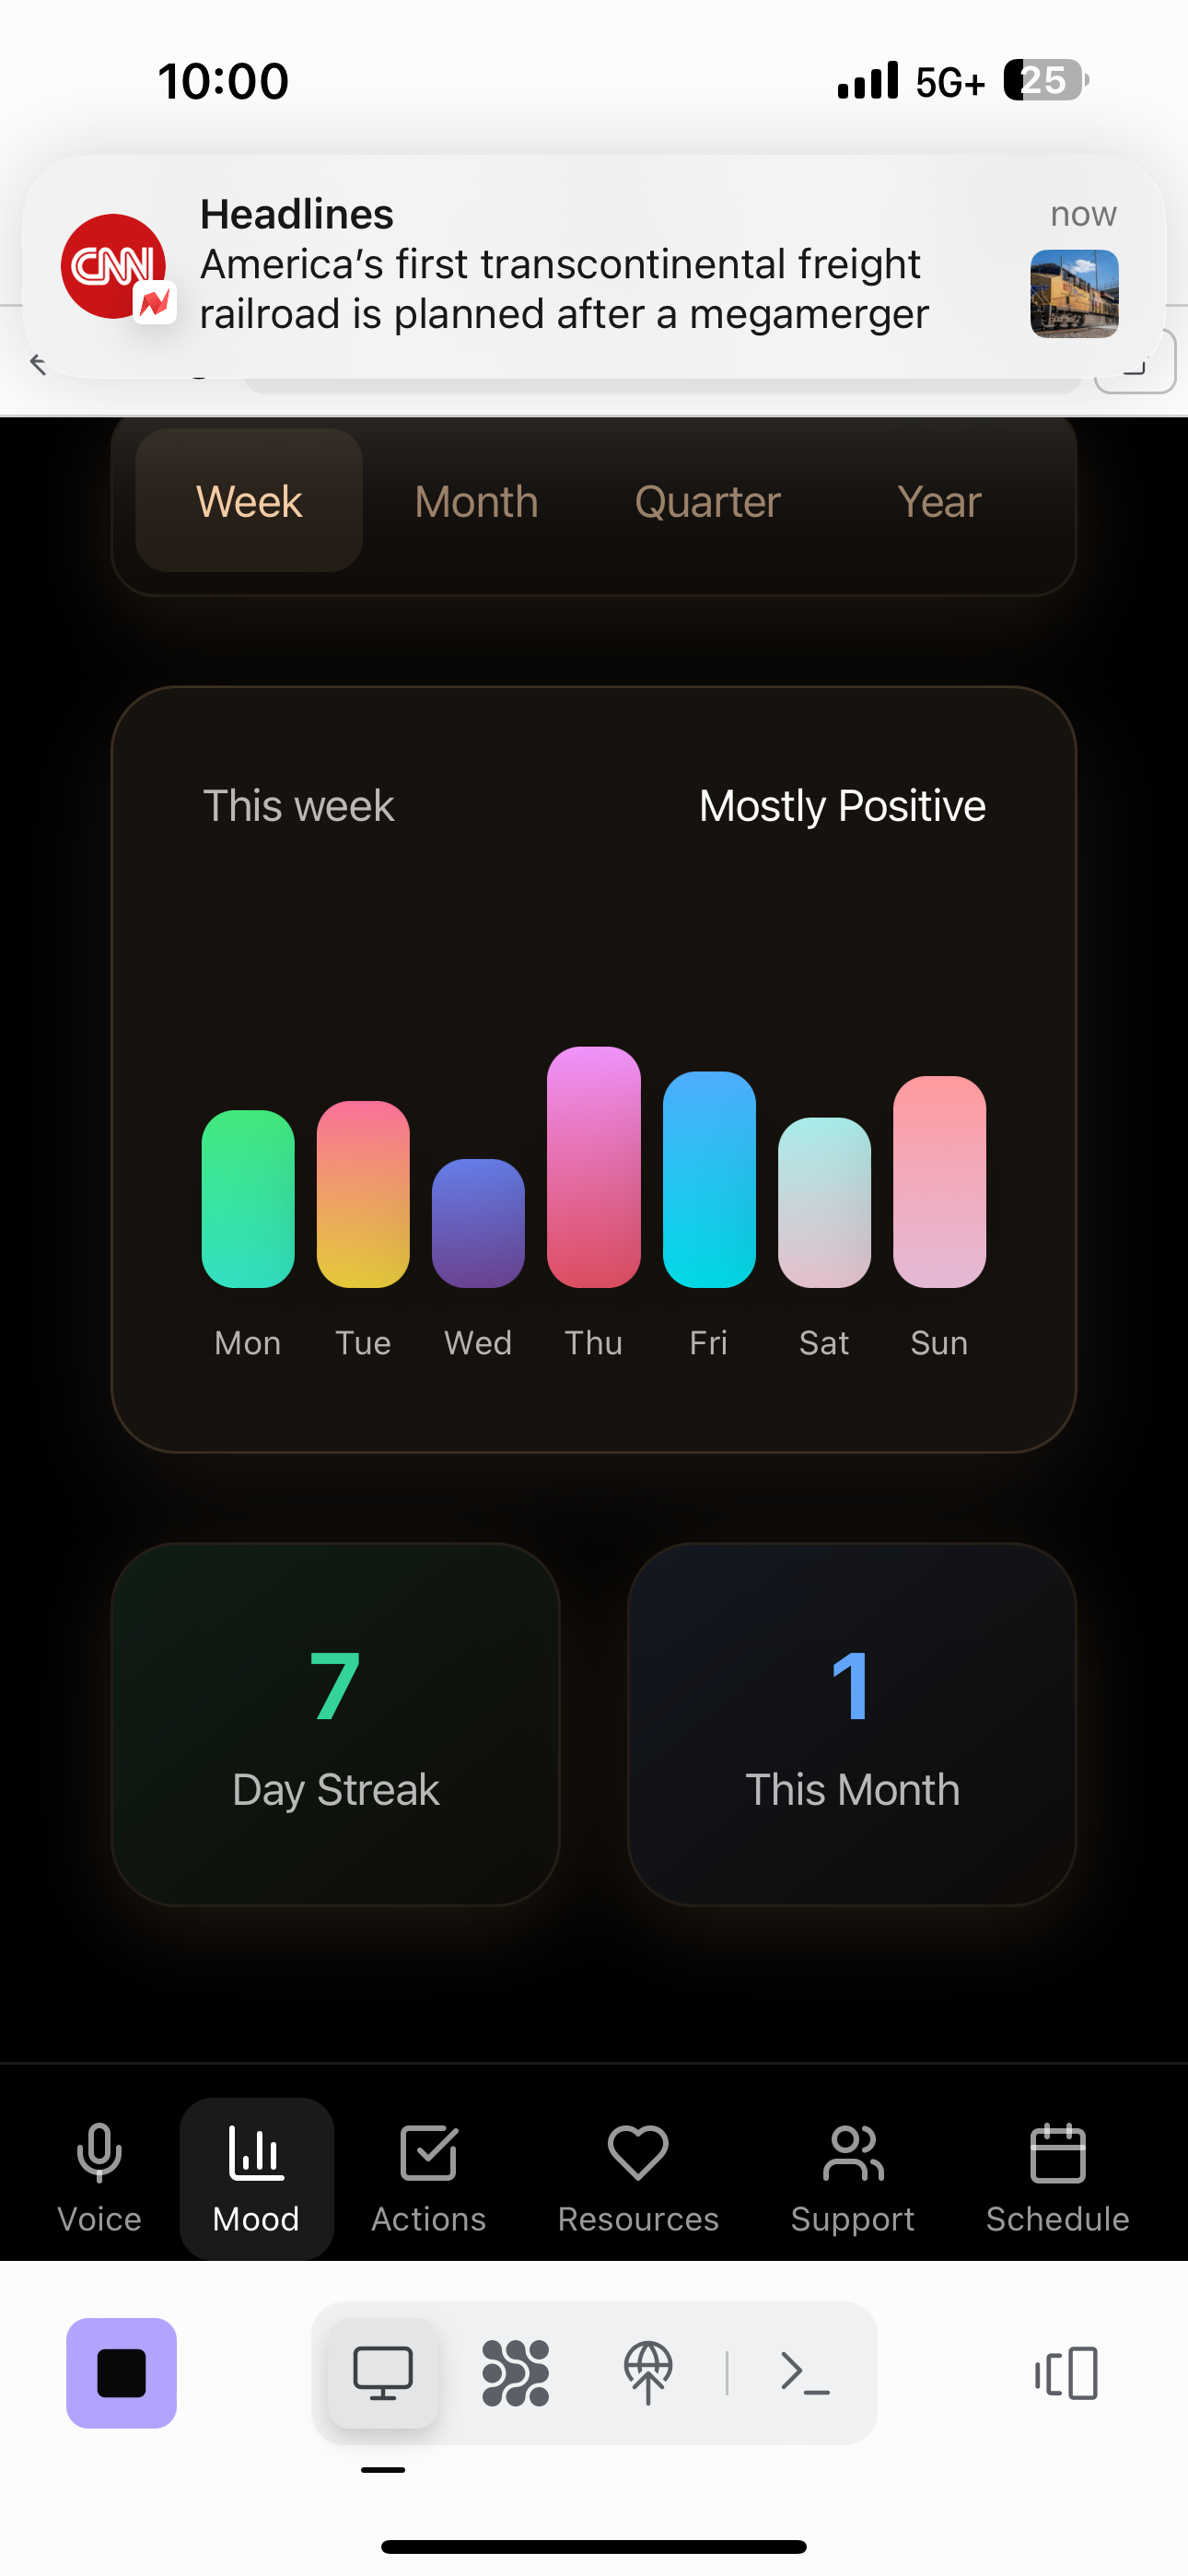 10:00
5G+ 25
Headlines
now
CNN
America's first transcontinental freight
railroad is planned after a megamerger
Week Month Quarter Year
This week
Mostly Positive
Mon Tue Wed Thu Fri Sat Sun
7
Day Streak
1
This Month
Voice Mood Actions Resources Support Schedule